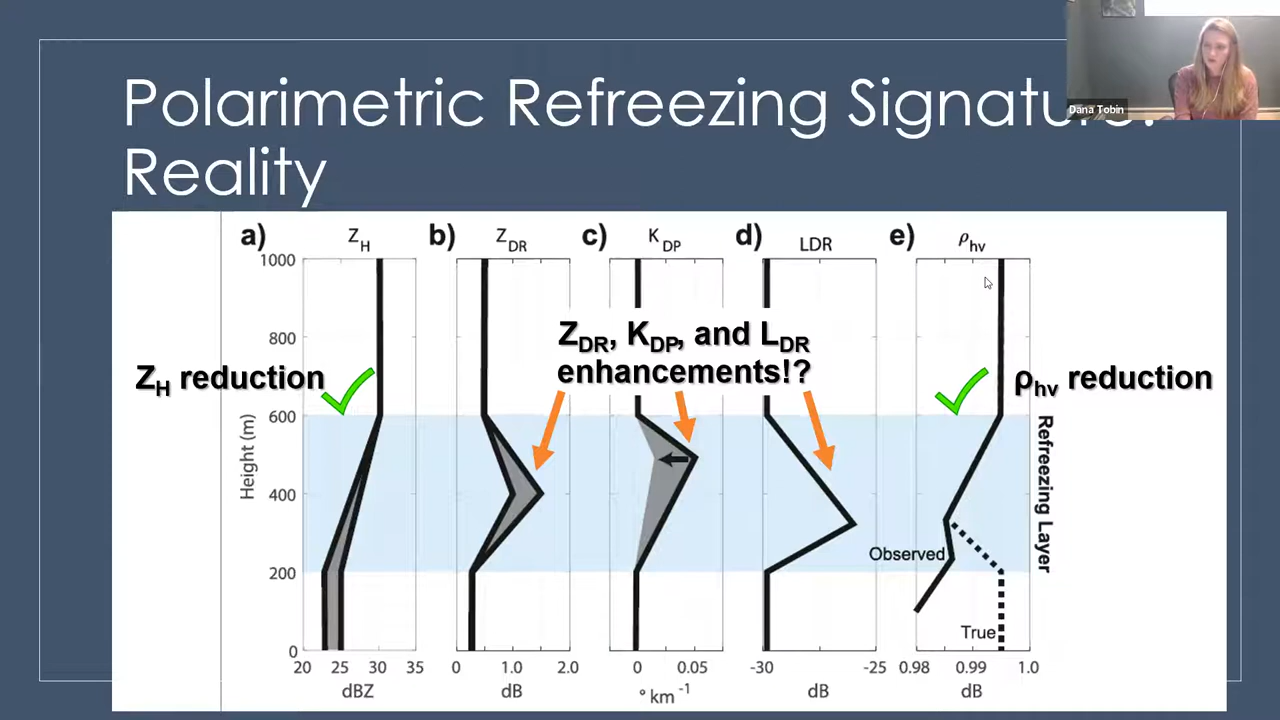 Polarimetric Refreezing Signature:
Reality
Dana Tobin
a) Z_H b) Z_DR c) K_DP d) LDR e) ρ_hv
1000
800
600
400
200
0
Height (m)
Z_H reduction
Z_DR, K_DP, and L_DR
enhancements!?
ρ_hv reduction
Refreezing Layer
Observed
True
20 25 30 35
dBZ
0 1.0 2.0
dB
0 0.05
° km⁻¹
-30 -25
dB
0.98 0.99 1.0
dB